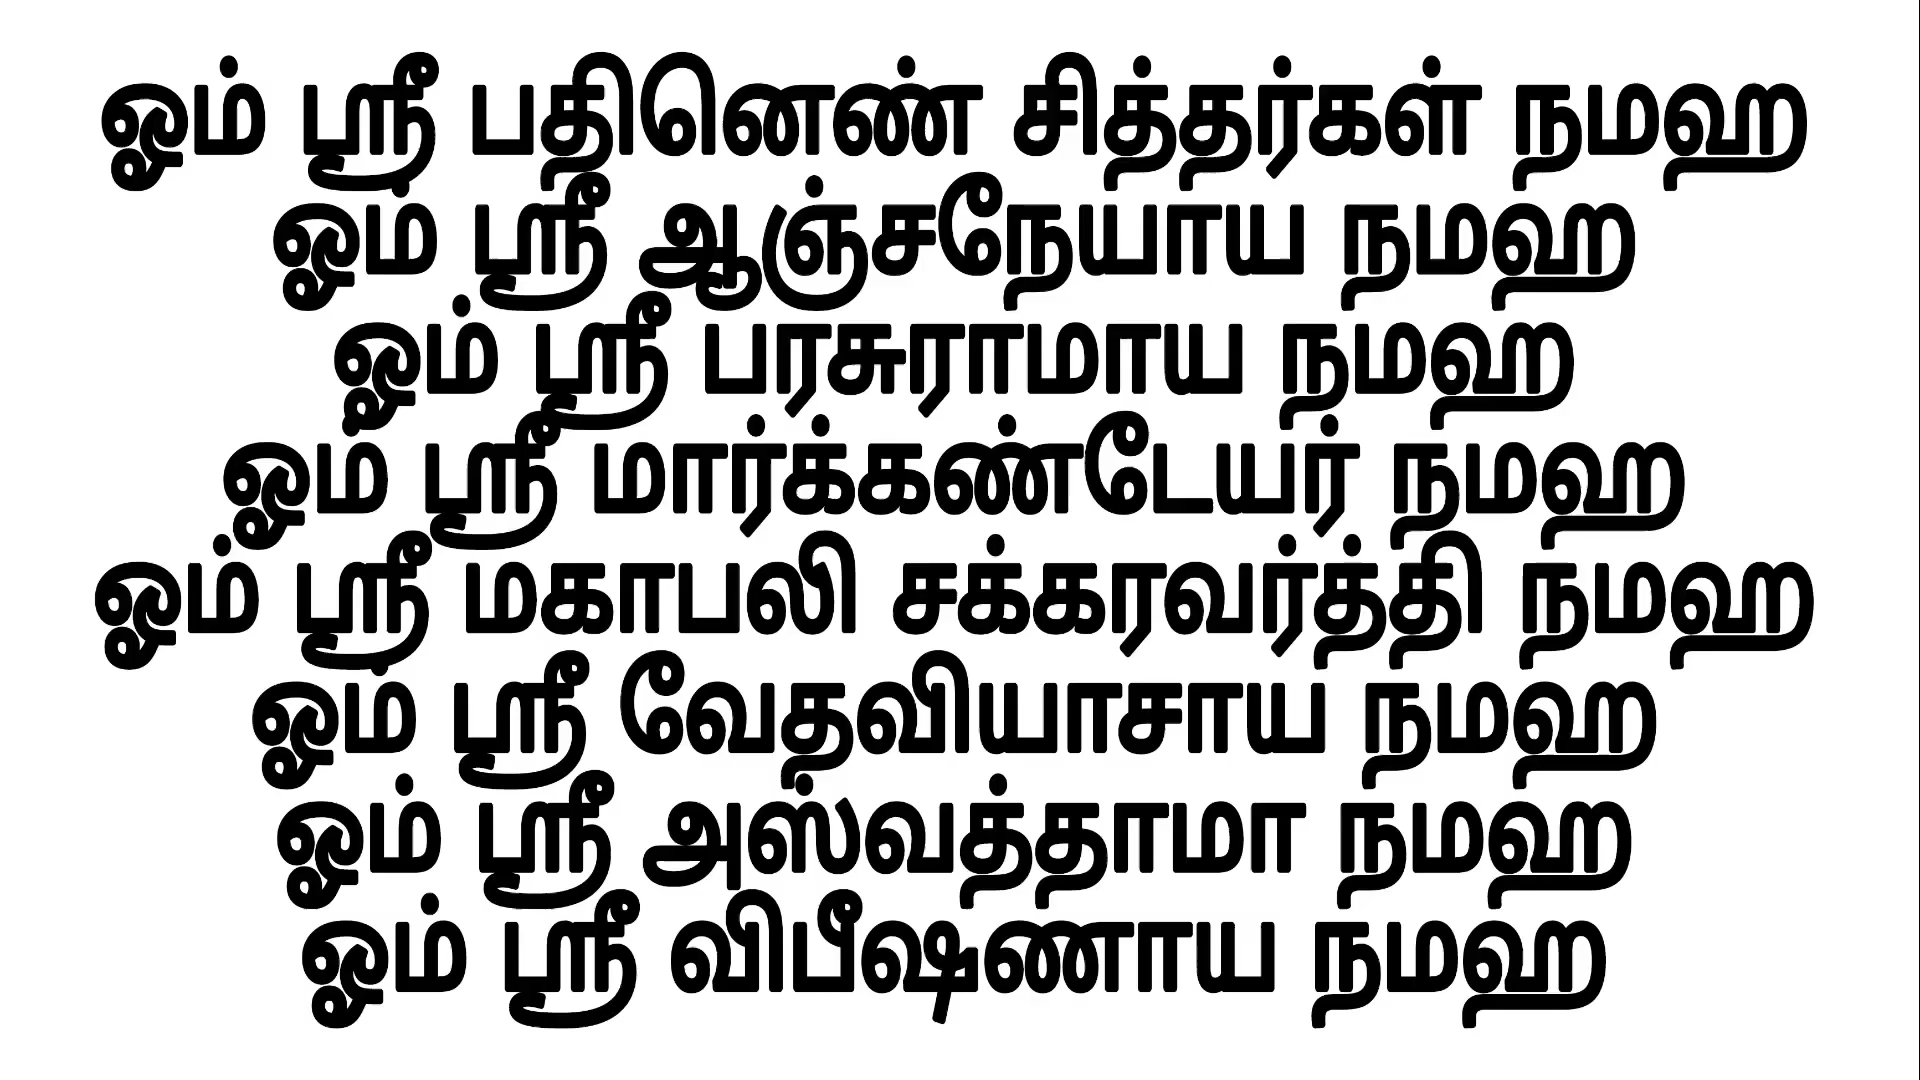 ஓம் ஸ்ரீ பதினெண் சித்தர்கள் நமஹ
ஓம் ஸ்ரீ ஆஞ்சநேயாய நமஹ
ஓம் ஸ்ரீ பரசுராமாய நமஹ
ஓம் ஸ்ரீ மார்க்கண்டேயர் நமஹ
ஓம் ஸ்ரீ மகாபலி சக்கரவர்த்தி நமஹ
ஓம் ஸ்ரீ வேதவியாசாய நமஹ
ஓம் ஸ்ரீ அஸ்வத்தாமா நமஹ
ஓம் ஸ்ரீ விபீஷணாய நமஹ